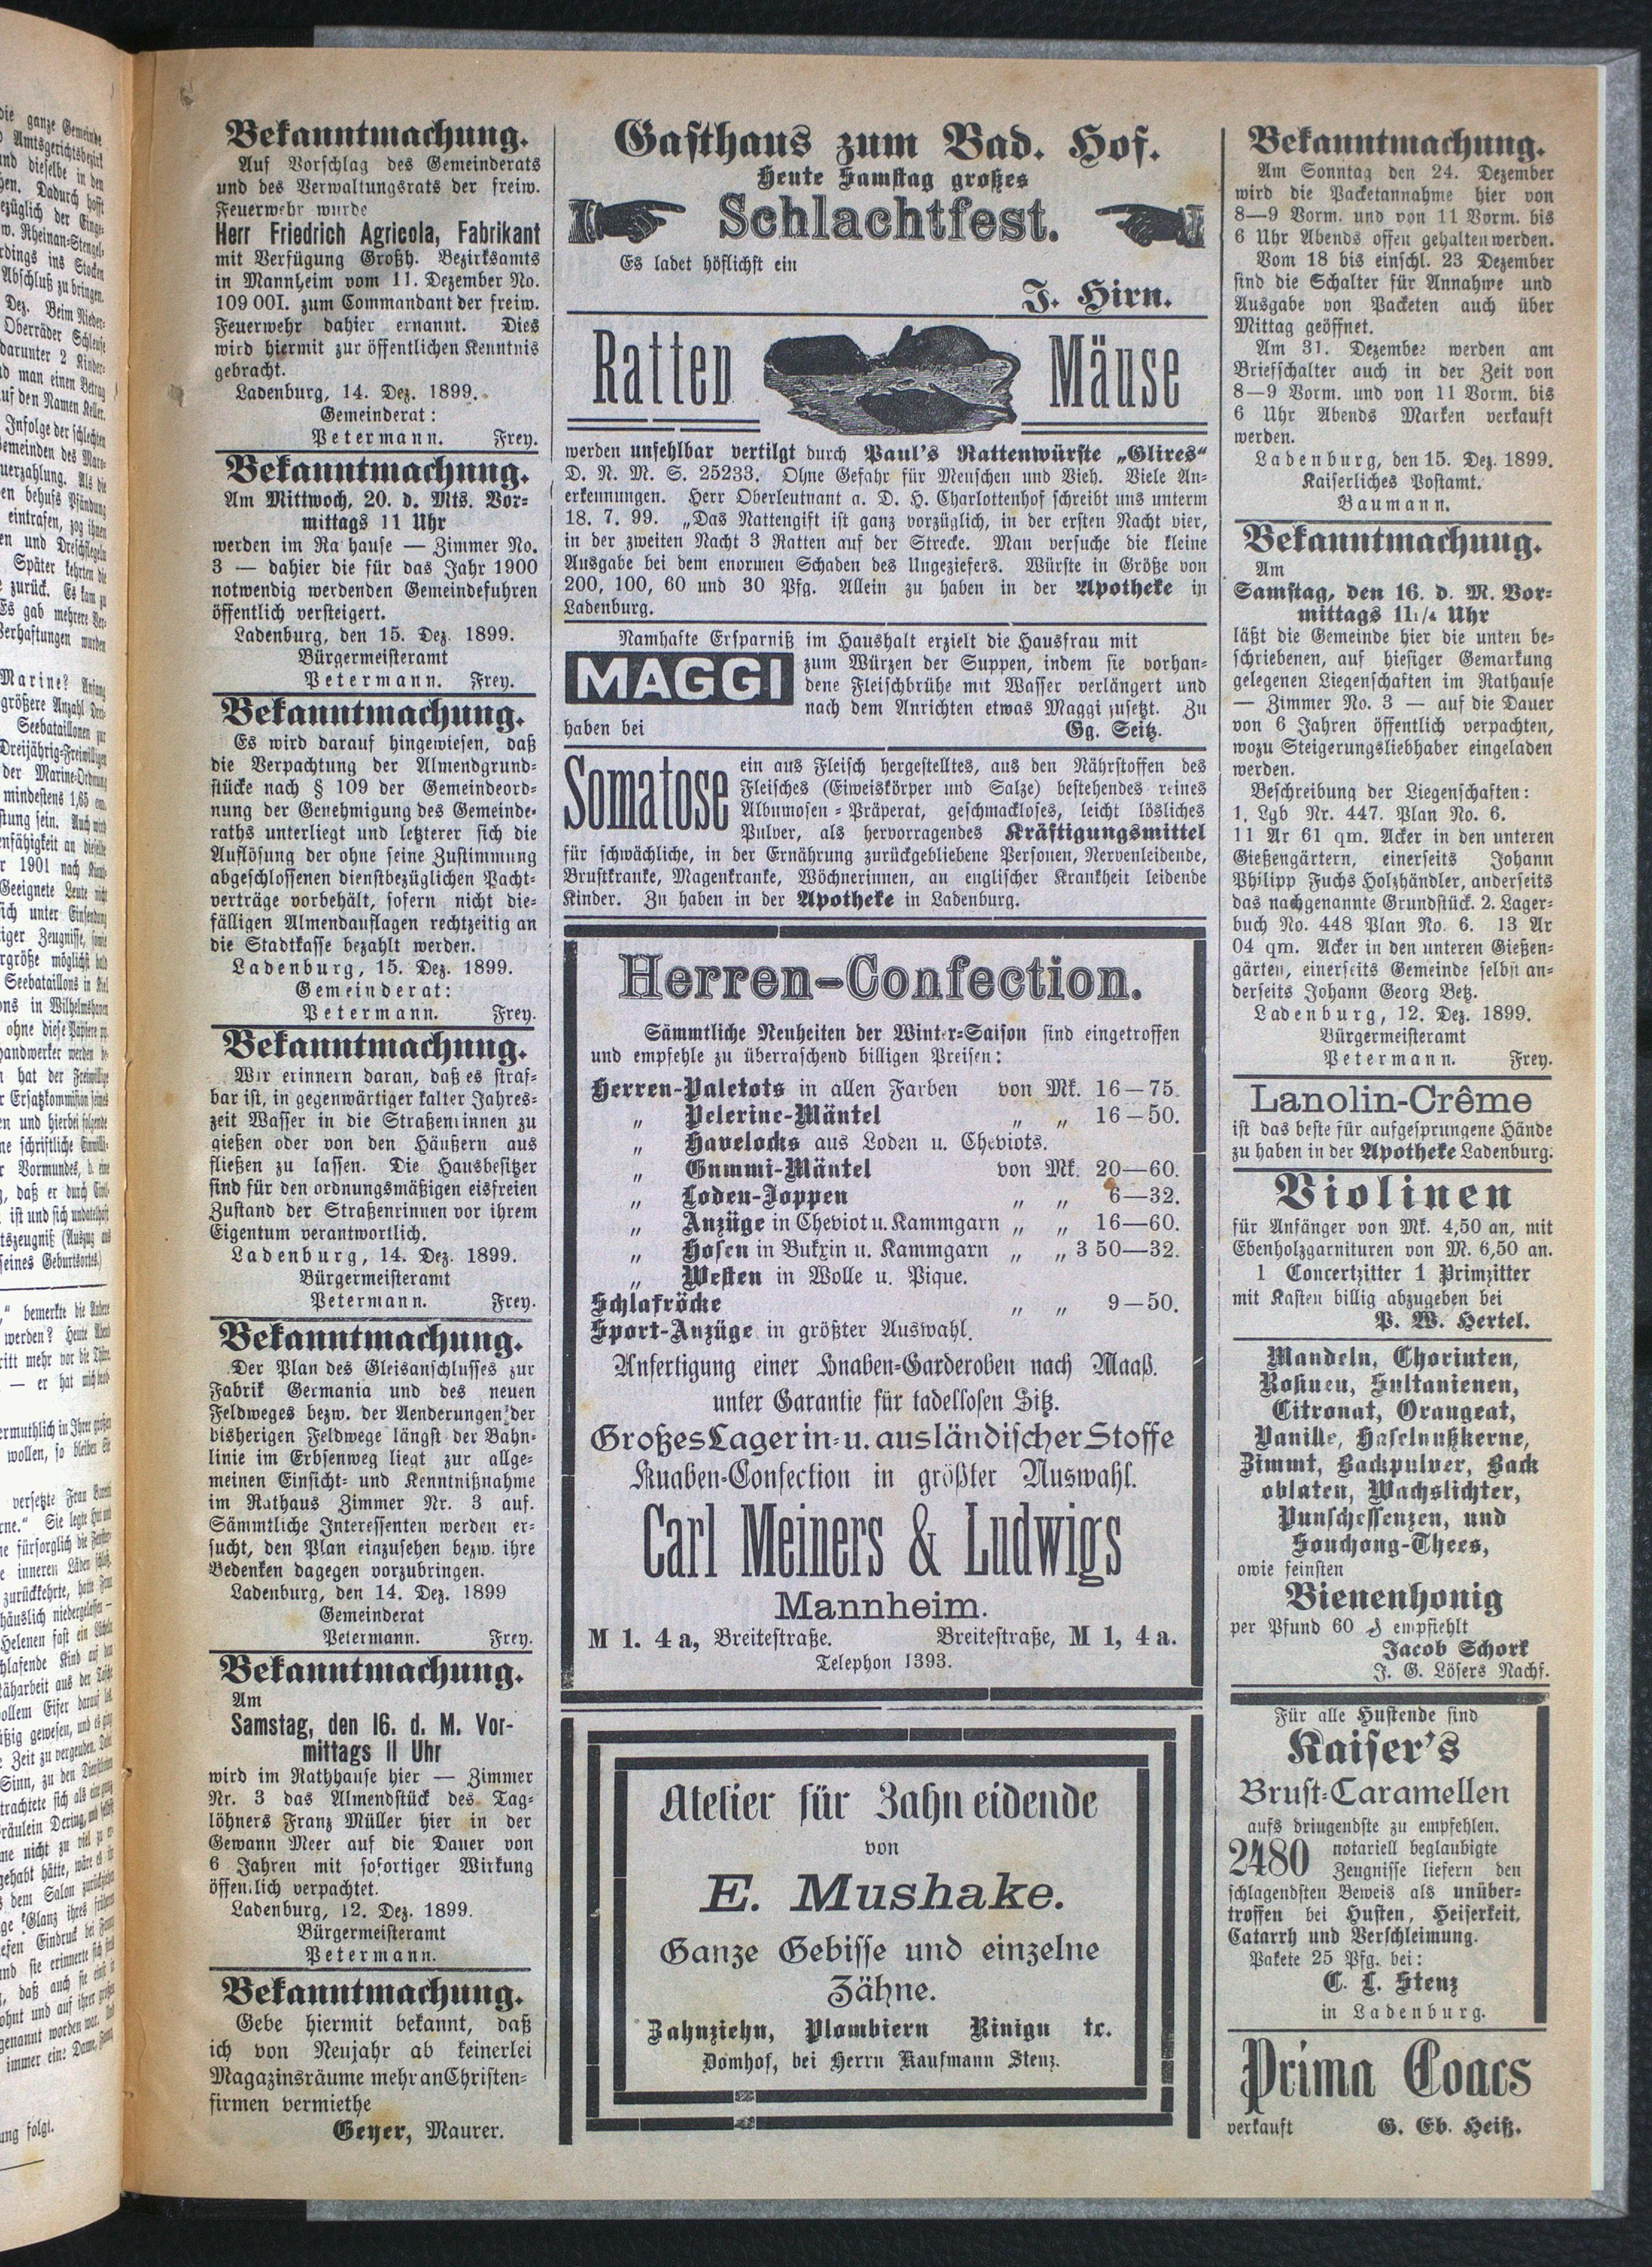 Bekanntmachung.
Auf Vorschlag des Gemeinderats
und des Verwaltungsrats der freiw.
Feuerwehr wurde
Herr Friedrich Agricola, Fabrikant
mit Verfügung Großh. Bezirksamts
in Mannheim vom 11. Dezember No.
109 00I. zum Commandant der freiw.
Feuerwehr dahier ernannt. Dies
wird hiermit zur öffentlichen Kenntnis
gebracht.
Ladenburg, 14. Dez. 1899.
Gemeinderat:
Petermann. Frey.
Bekanntmachung.
Am Mittwoch, 20. d. Mts. Vor-
mittags 11 Uhr
werden im Ra hause — Zimmer No.
3 — dahier die für das Jahr 1900
notwendig werdenden Gemeindefuhren
öffentlich versteigert.
Ladenburg, den 15. Dez. 1899.
Bürgermeisteramt
Petermann. Frey.
Bekanntmachung.
Es wird darauf hingewiesen, daß
die Verpachtung der Almendgrund-
stücke nach § 109 der Gemeindeord-
nung der Genehmigung des Gemeinde-
raths unterliegt und letzterer sich die
Auflösung der ohne seine Zustimmung
abgeschlossenen dienstbezüglichen Pacht-
verträge vorbehält, sofern nicht die-
fälligen Almendauflagen rechtzeitig an
die Stadtkasse bezahlt werden.
Ladenburg, 15. Dez. 1899.
Gemeinderat:
Petermann. Frey.
Bekanntmachung.
Wir erinnern daran, daß es straf-
bar ist, in gegenwärtiger kalter Jahres-
zeit Wasser in die Straßenrinnen zu
gießen oder von den Häußern aus
fließen zu lassen. Die Hausbesitzer
sind für den ordnungsmäßigen eisfreien
Zustand der Straßenrinnen vor ihrem
Eigentum verantwortlich.
Ladenburg, 14. Dez. 1899.
Bürgermeisteramt
Petermann. Frey.
Bekanntmachung.
Der Plan des Gleisanschlusses zur
Fabrik Germania und des neuen
Feldweges bezw. der Aenderungen der
bisherigen Feldwege längst der Bahn-
linie im Erbsenweg liegt zur allge-
meinen Einsicht- und Kenntnißnahme
im Rathaus Zimmer Nr. 3 auf.
Sämmtliche Interessenten werden er-
sucht, den Plan einzusehen bezw. ihre
Bedenken dagegen vorzubringen.
Ladenburg, den 14. Dez. 1899
Gemeinderat
Petermann. Frey.
Bekanntmachung.
Am
Samstag, den 16. d. M. Vor-
mittags 11 Uhr
wird im Rathhause hier — Zimmer
Nr. 3 das Almendstück des Tag-
löhners Franz Müller hier in der
Gewann Meer auf die Dauer von
6 Jahren mit sofortiger Wirkung
öffen.lich verpachtet.
Ladenburg, 12. Dez. 1899.
Bürgermeisteramt
Petermann.
Bekanntmachung.
Gebe hiermit bekannt, daß
ich von Neujahr ab keinerlei
Magazinsräume mehr an Christen-
firmen vermiethe
Geyer, Maurer.
Gasthaus zum Bad. Hof.
Heute Samstag großes
Schlachtfest.
Es ladet höflichst ein
J. Hirn.
Ratten Mäuse
werden unfehlbar vertilgt durch Paul's Rattenwürste „Glires"
D. R. M. S. 25233. Ohne Gefahr für Menschen und Vieh. Viele An-
erkennungen. Herr Oberleutnant a. D. H. Charlottenhof schreibt uns unterm
18. 7. 99. „Das Rattengift ist ganz vorzüglich, in der ersten Nacht vier,
in der zweiten Nacht 3 Ratten auf der Strecke. Man versuche die kleine
Ausgabe bei dem enormen Schaden des Ungeziefers. Würste in Größe von
200, 100, 60 und 30 Pfg. Allein zu haben in der Apotheke in
Ladenburg.
Namhafte Ersparniß im Haushalt erzielt die Hausfrau mit
MAGGI zum Würzen der Suppen, indem sie vorhan-
dene Fleischbrühe mit Wasser verlängert und
nach dem Anrichten etwas Maggi zusetzt. Zu
haben bei Gg. Seitz.
Somatose ein aus Fleisch hergestelltes, aus den Nährstoffen des
Fleisches (Eiweiskörper und Salze) bestehendes reines
Albumosen-Präperat, geschmackloses, leicht lösliches
Pulver, als hervorragendes Kräftigungsmittel
für schwächliche, in der Ernährung zurückgebliebene Personen, Nervenleidende,
Brustkranke, Magenkranke, Wöchnerinnen, an englischer Krankheit leidende
Kinder. Zu haben in der Apotheke in Ladenburg.
Herren-Confection.
Sämmtliche Neuheiten der Winter-Saison sind eingetroffen
und empfehle zu überraschend billigen Preisen:
Herren-Paletots in allen Farben von Mk. 16—75.
„ Pelerine-Mäntel „ „ 16—50.
„ Havelocks aus Loden u. Cheviots.
„ Gummi-Mäntel von Mk. 20—60.
„ Loden-Joppen „ „ 6—32.
„ Anzüge in Cheviot u. Kammgarn „ „ 16—60.
„ Hosen in Bukxin u. Kammgarn „ „ 3 50—32.
„ Westen in Wolle u. Pique.
Schlafröcke „ „ 9—50.
Sport-Anzüge in größter Auswahl.
Anfertigung einer Knaben-Garderoben nach Maaß.
unter Garantie für tadellosen Sitz.
Großes Lager in- u. ausländischer Stoffe
Knaben-Confection in größter Auswahl.
Carl Meiners & Ludwigs
Mannheim.
M 1. 4a, Breitestraße. Breitestraße, M 1, 4a.
Telephon 1393.
Atelier für Zahn eidende
von
E. Mushake.
Ganze Gebisse und einzelne
Zähne.
Zahnziehn, Plombiern Rinign tc.
Domhof, bei Herrn Kaufmann Stenz.
Bekanntmachung.
Am Sonntag den 24. Dezember
wird die Packetannahme hier von
8—9 Vorm. und von 11 Vorm. bis
6 Uhr Abends offen gehalten werden.
Vom 18 bis einschl. 23 Dezember
sind die Schalter für Annahme und
Ausgabe von Packeten auch über
Mittag geöffnet.
Am 31. Dezember werden am
Briefschalter auch in der Zeit von
8—9 Vorm. und von 11 Vorm. bis
6 Uhr Abends Marken verkauft
werden.
Ladenburg, den 15. Dez. 1899.
Kaiserliches Postamt.
Baumann.
Bekanntmachung.
Am
Samstag, den 16. d. M. Vor-
mittags 11 1/4 Uhr
läßt die Gemeinde hier die unten be-
schriebenen, auf hiesiger Gemarkung
gelegenen Liegenschaften im Rathause
— Zimmer No. 3 — auf die Dauer
von 6 Jahren öffentlich verpachten,
wozu Steigerungsliebhaber eingeladen
werden.
Beschreibung der Liegenschaften:
1, Lgb Nr. 447. Plan No. 6.
11 Ar 61 qm. Acker in den unteren
Gießengärtern, einerseits Johann
Philipp Fuchs Holzhändler, anderseits
das nachgenannte Grundstück. 2. Lager-
buch No. 448 Plan No. 6. 13 Ar
04 qm. Acker in den unteren Gießen-
gärten, einerseits Gemeinde selbst an-
derseits Johann Georg Betz.
Ladenburg, 12. Dez. 1899.
Bürgermeisteramt
Petermann. Frey.
Lanolin-Crême
ist das beste für aufgesprungene Hände
zu haben in der Apotheke Ladenburg.
Violinen
für Anfänger von Mk. 4,50 an, mit
Ebenholzgarnituren von M. 6,50 an.
1 Concertzitter 1 Primzitter
mit Kasten billig abzugeben bei
P. W. Hertel.
Mandeln, Chorinten,
Rosinen, Sultanienen,
Citronat, Orangeat,
Vanille, Haselnußkerne,
Zimmt, Backpulver, Back
oblaten, Wachslichter,
Punschessenzen, und
Souchong-Thees,
owie feinsten
Bienenhonig
per Pfund 60 ₰ empfiehlt
Jacob Schork
J. G. Lösers Nachf.
Für alle Hustende sind
Kaiser's
Brust-Caramellen
aufs dringendste zu empfehlen.
2480 notariell beglaubigte
Zeugnisse liefern den
schlagendsten Beweis als unüber-
troffen bei Husten, Heiserkeit,
Catarrh und Verschleimung.
Pakete 25 Pfg. bei:
C. L. Stenz
in Ladenburg.
Prima Coacs
verkauft G. Eb. Heiß.